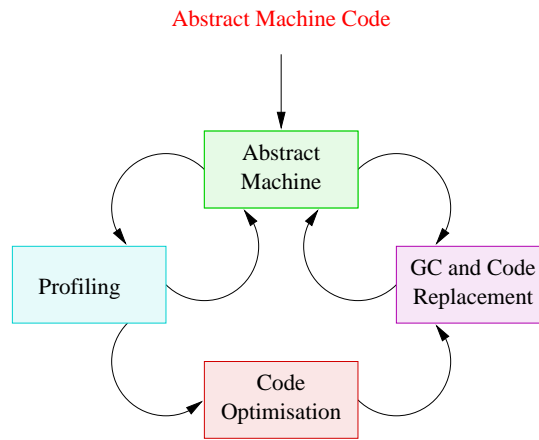 Abstract Machine Code
Abstract
Machine
Profiling
GC and Code
Replacement
Code
Optimisation